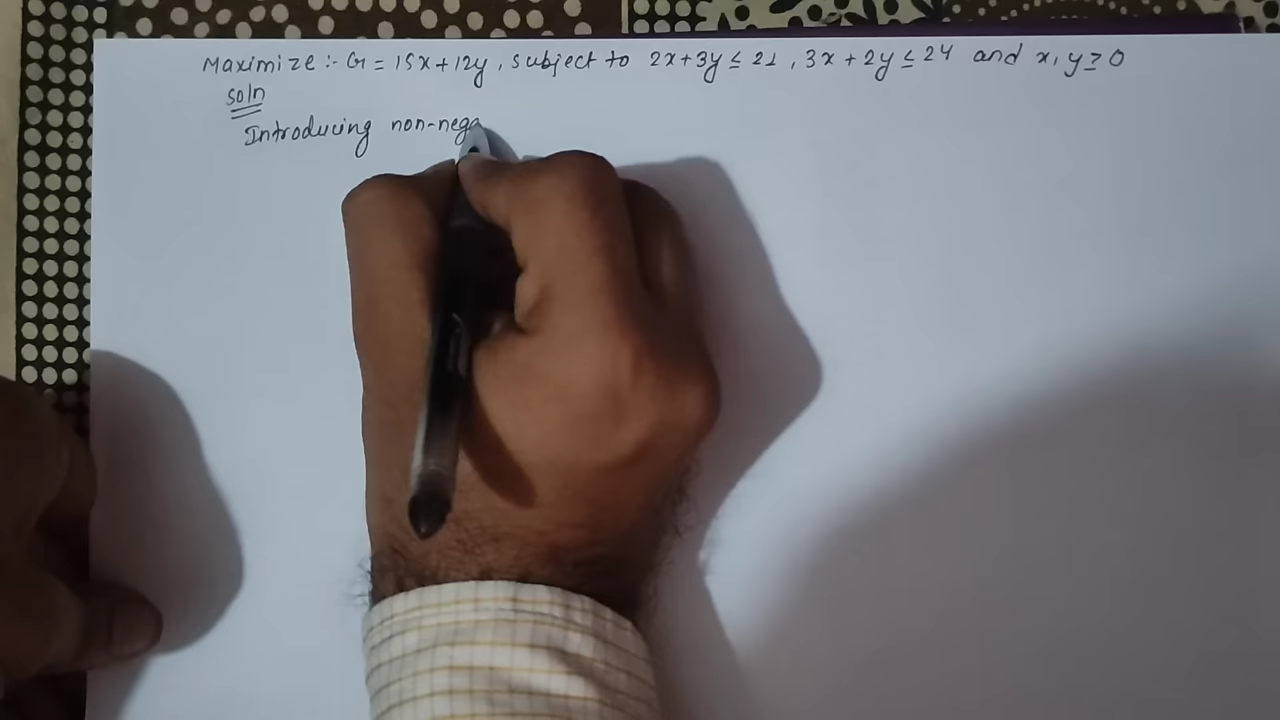 Maximize :- G = 15x+12y, subject to 2x+3y ≤ 21, 3x+2y ≤ 24 and x, y ≥ 0
soln
Introducing non-nega